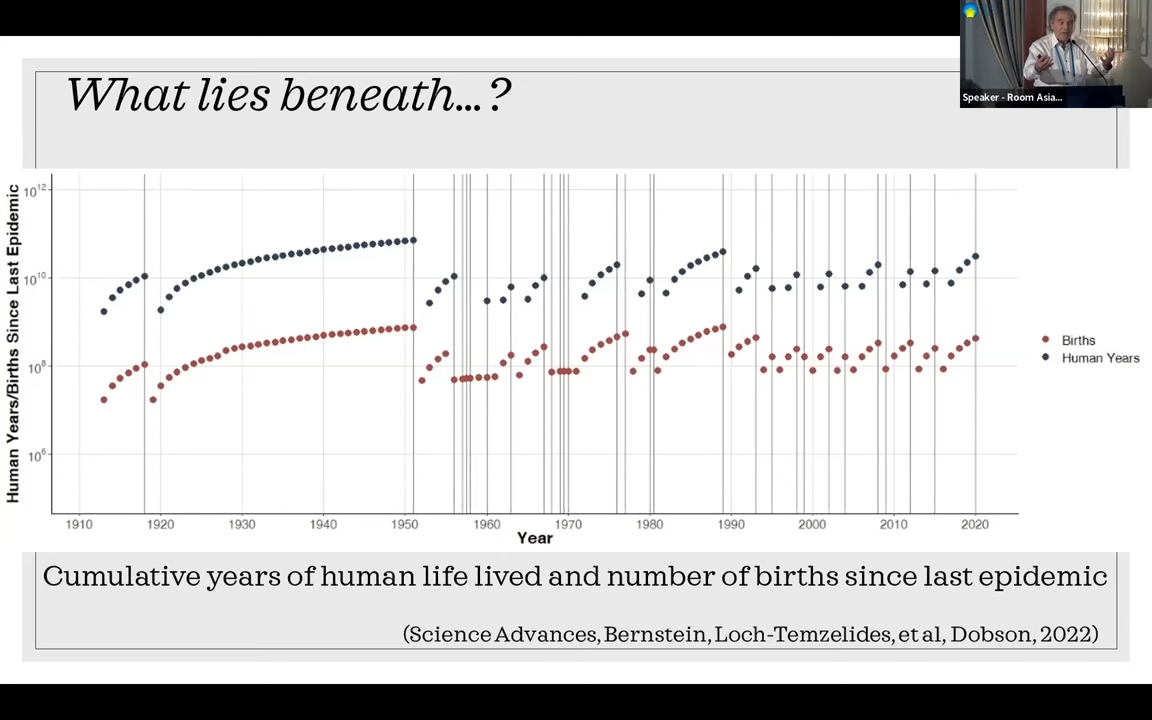 Speaker - Room Asia...
What lies beneath...?
Human Years/Births Since Last Epidemic
10^12
10^10
10^8
10^6
1910 1920 1930 1940 1950 1960 1970 1980 1990 2000 2010 2020
Year
Births
Human Years
Cumulative years of human life lived and number of births since last epidemic
(Science Advances, Bernstein, Loch-Temzelides, et al, Dobson, 2022)